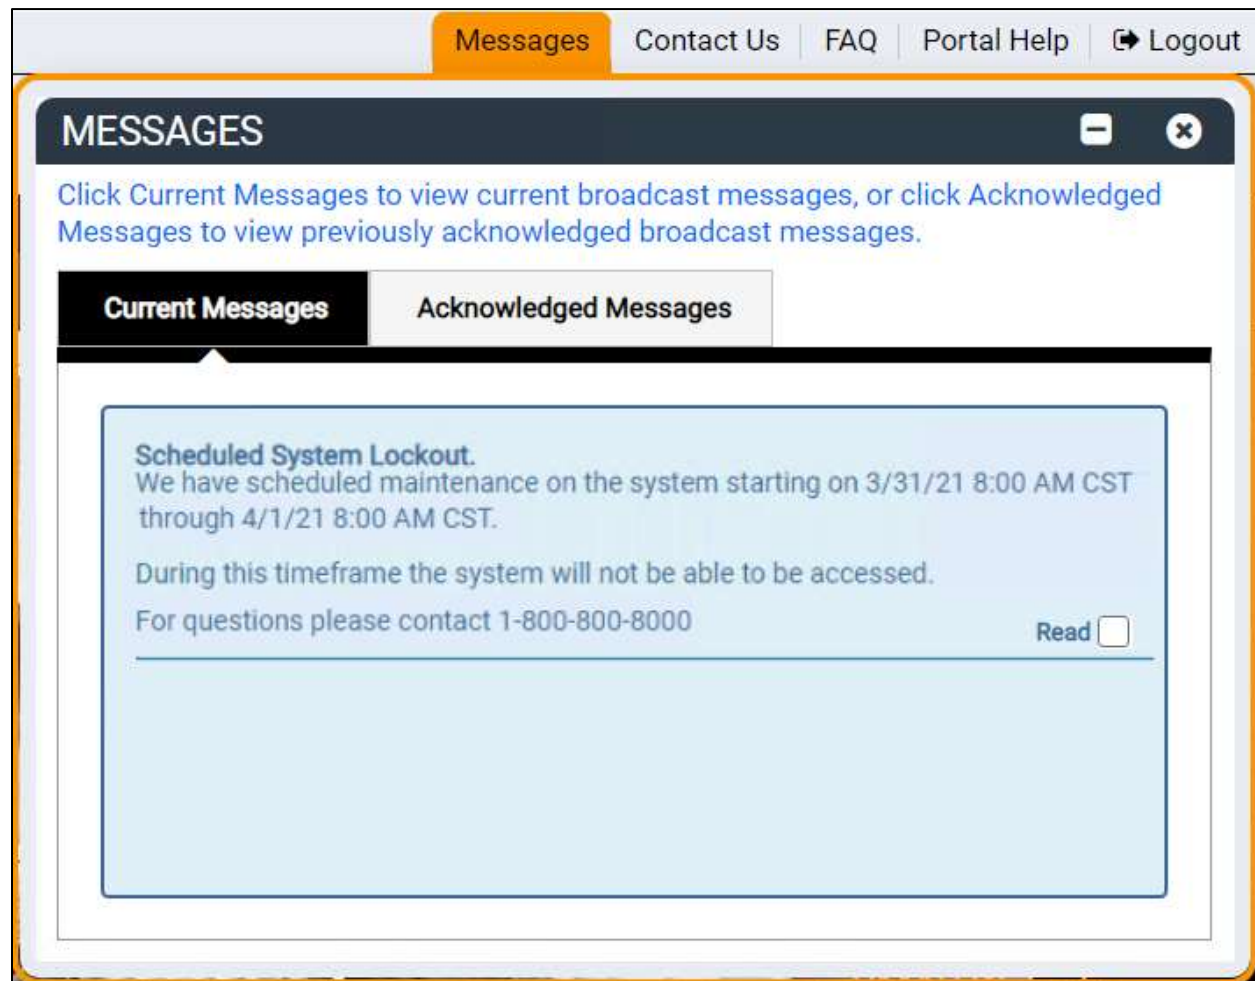 Messages Contact Us FAQ Portal Help Logout
MESSAGES
Click Current Messages to view current broadcast messages, or click Acknowledged
Messages to view previously acknowledged broadcast messages.
Current Messages Acknowledged Messages
Scheduled System Lockout.
We have scheduled maintenance on the system starting on 3/31/21 8:00 AM CST
through 4/1/21 8:00 AM CST.
During this timeframe the system will not be able to be accessed.
For questions please contact 1-800-800-8000
Read